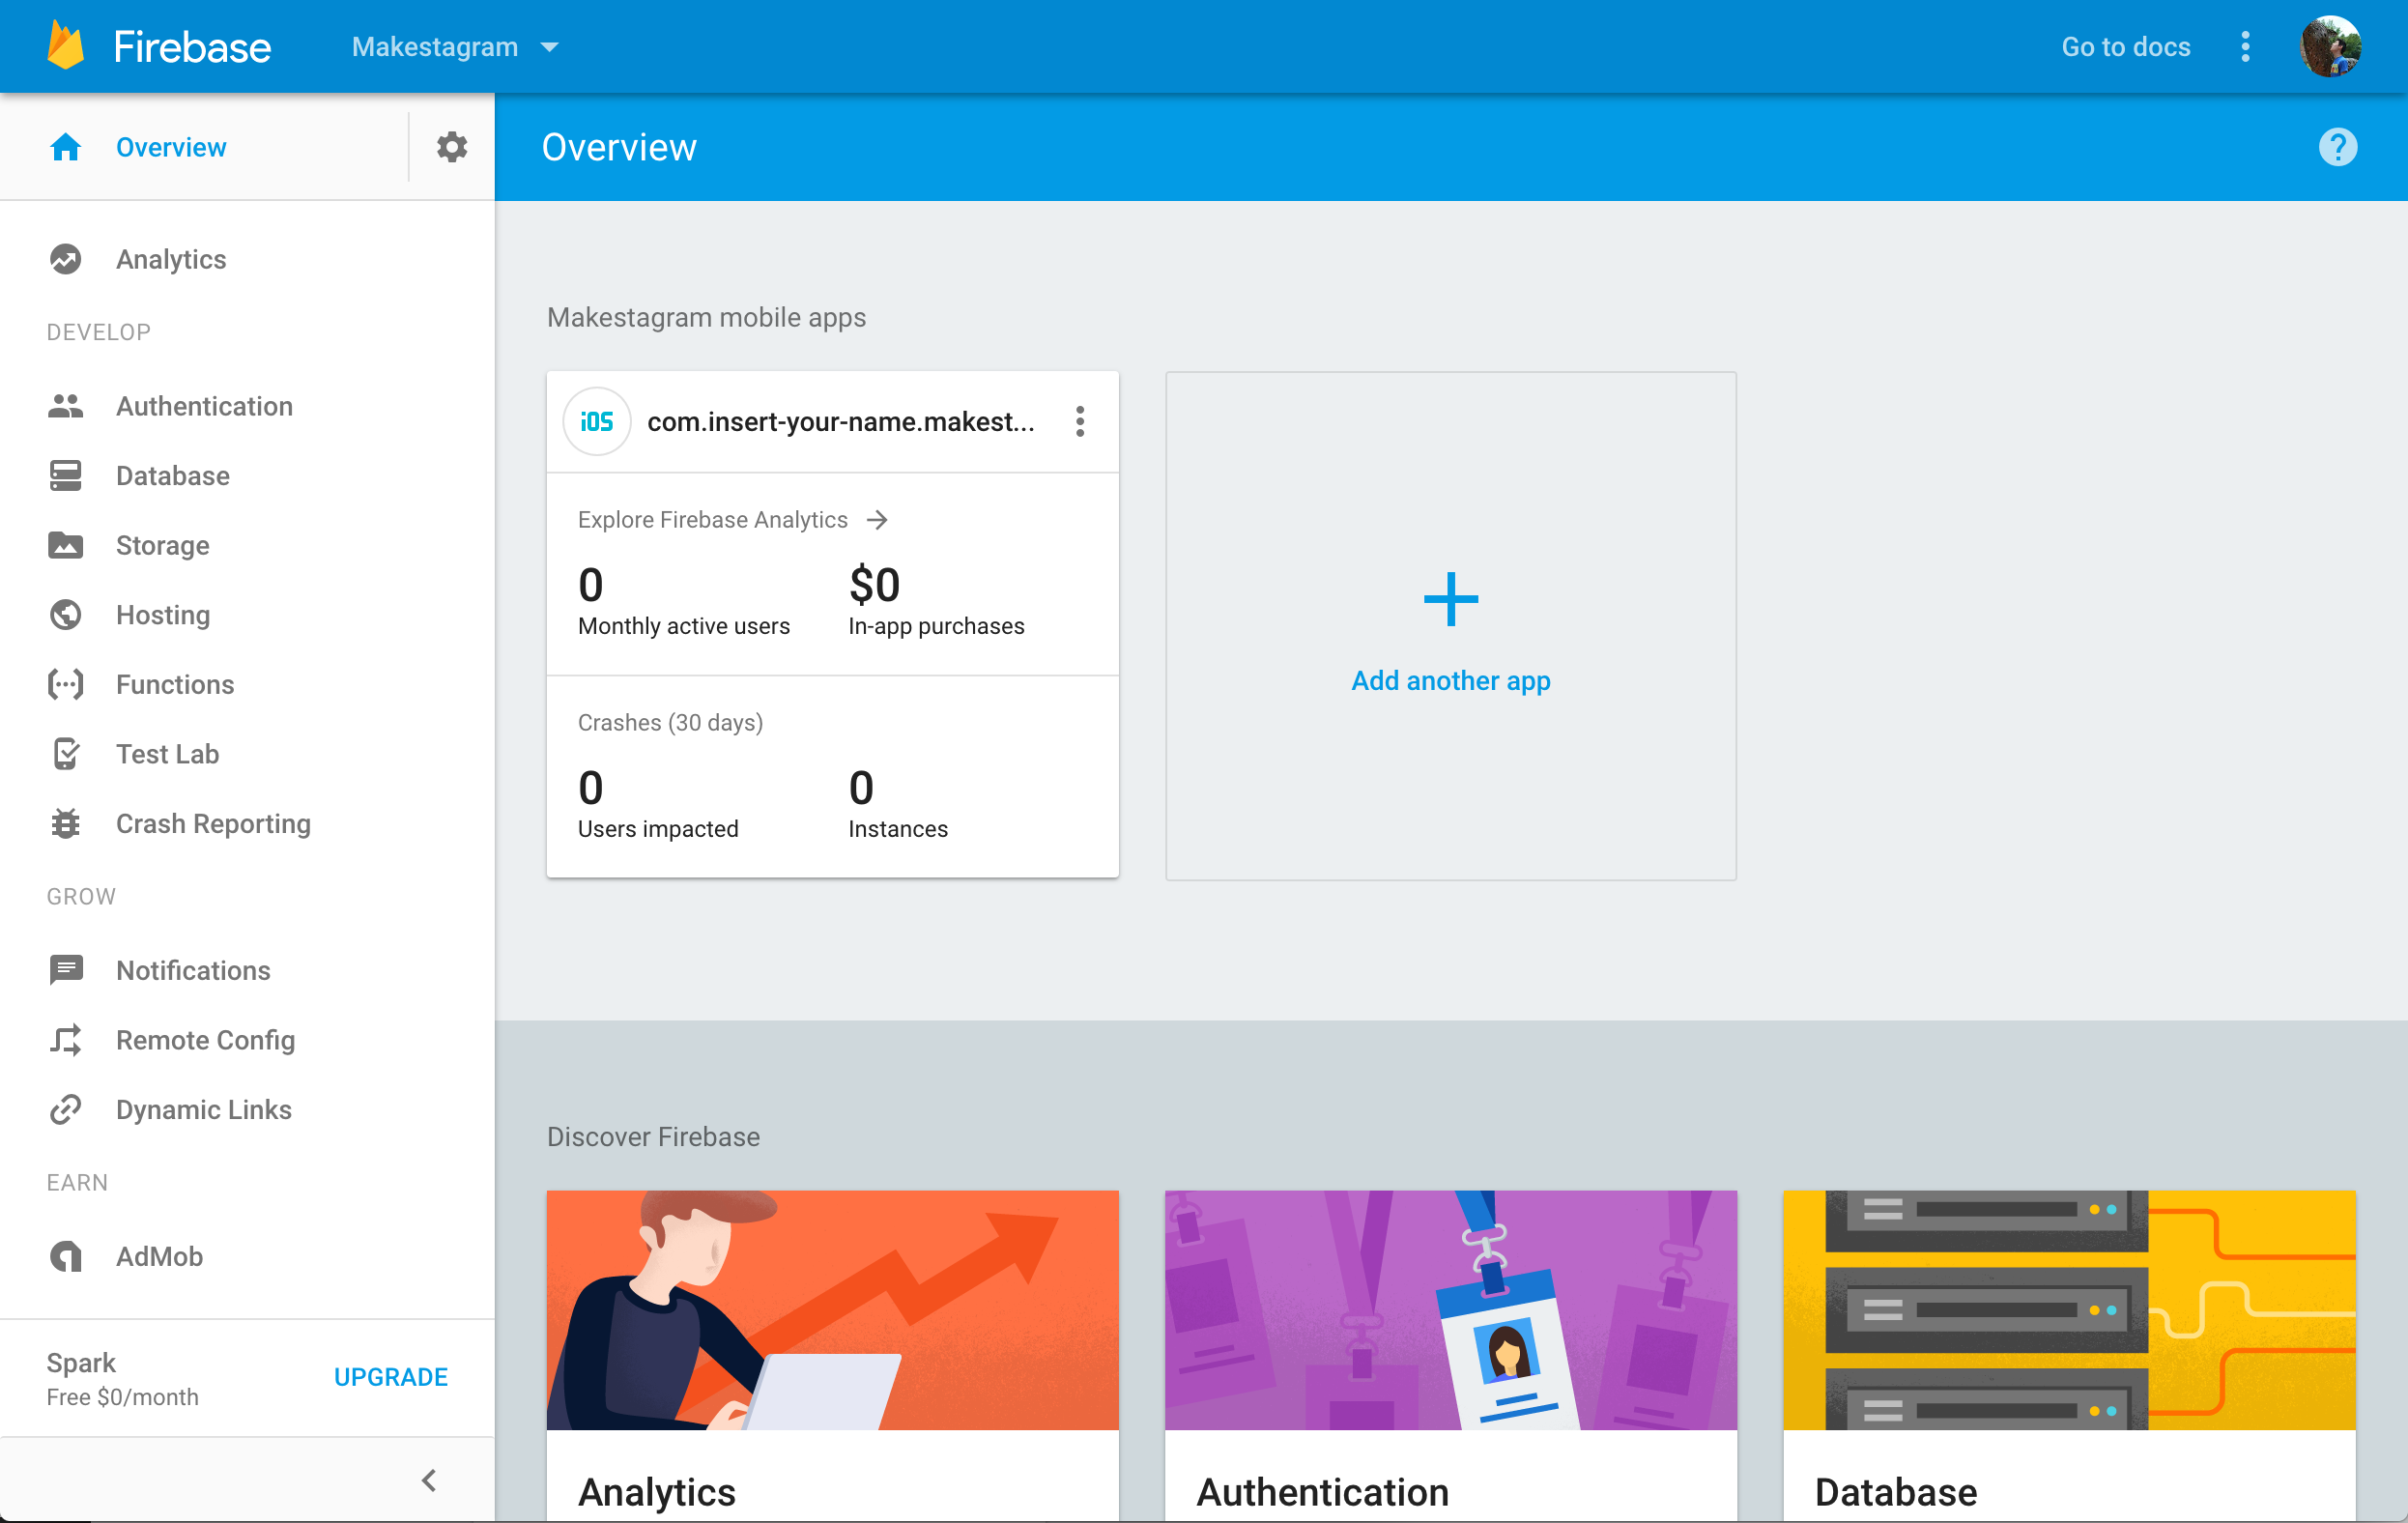 Firebase
Makestagram
Go to docs
Overview
Overview
?
Analytics
DEVELOP
Authentication
Database
Storage
Hosting
Functions
Test Lab
Crash Reporting
GROW
Notifications
Remote Config
Dynamic Links
EARN
AdMob
Spark
Free $0/month
UPGRADE
Makestagram mobile apps
iOS
com.insert-your-name.makest...
Explore Firebase Analytics
0
Monthly active users
$0
In-app purchases
Crashes (30 days)
0
Users impacted
0
Instances
Add another app
Discover Firebase
Analytics
Authentication
Database